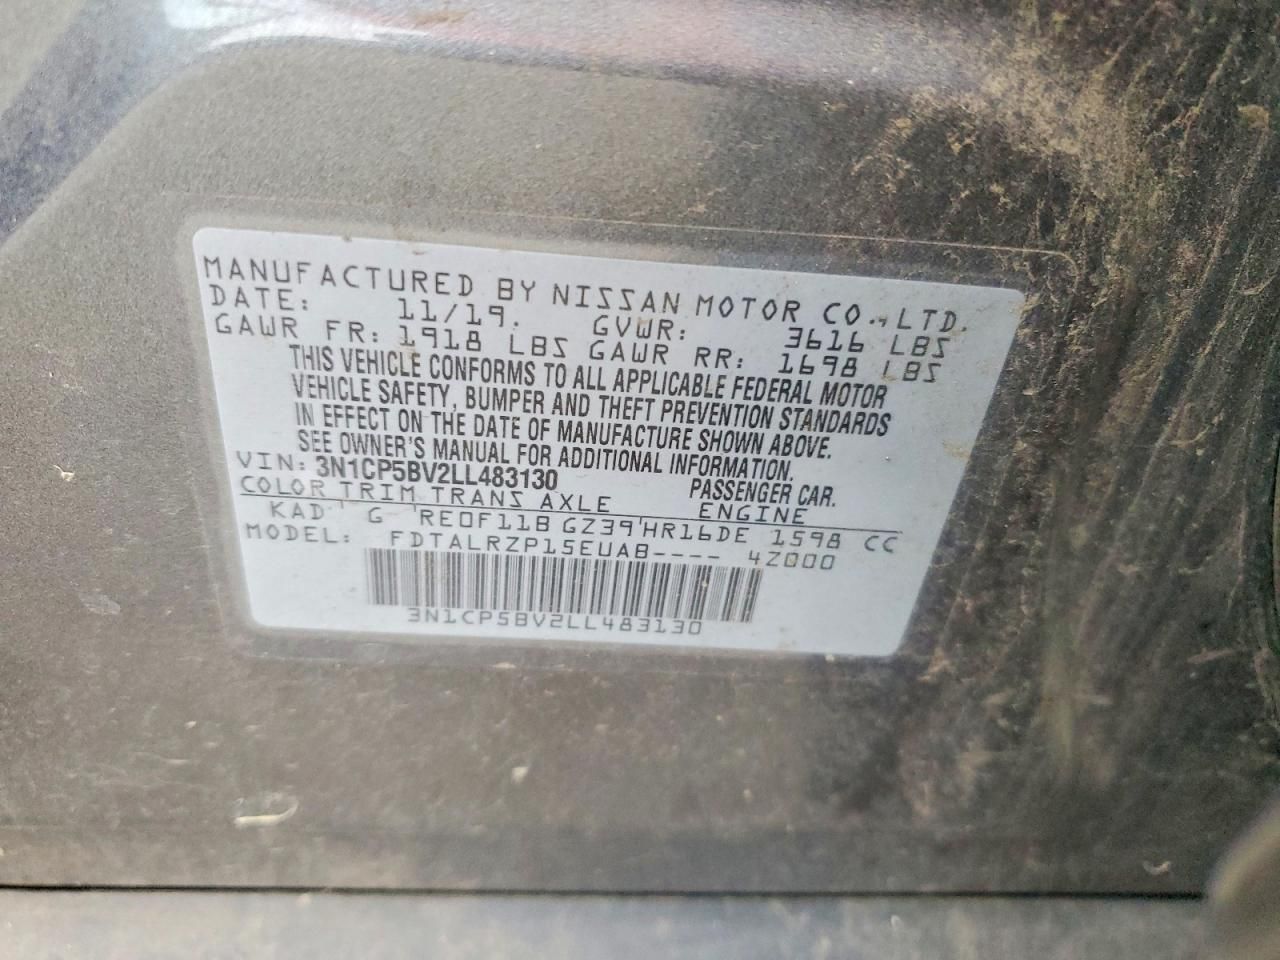 MANUFACTURED BY NISSAN MOTOR CO., LTD.
DATE: 11/19. GVWR: 3616 LBS
GAWR FR: 1918 LBS GAWR RR: 1698 LBS
THIS VEHICLE CONFORMS TO ALL APPLICABLE FEDERAL MOTOR
VEHICLE SAFETY, BUMPER AND THEFT PREVENTION STANDARDS
IN EFFECT ON THE DATE OF MANUFACTURE SHOWN ABOVE.
SEE OWNER'S MANUAL FOR ADDITIONAL INFORMATION.
VIN: 3N1CP5BV2LL483130 PASSENGER CAR.
COLOR TRIM TRANS AXLE ENGINE
KAD G RE0F11B GZ39 HR16DE 1598 CC
MODEL: FDTALRZP15EUAB---- 4Z000
3N1CP5BV2LL483130